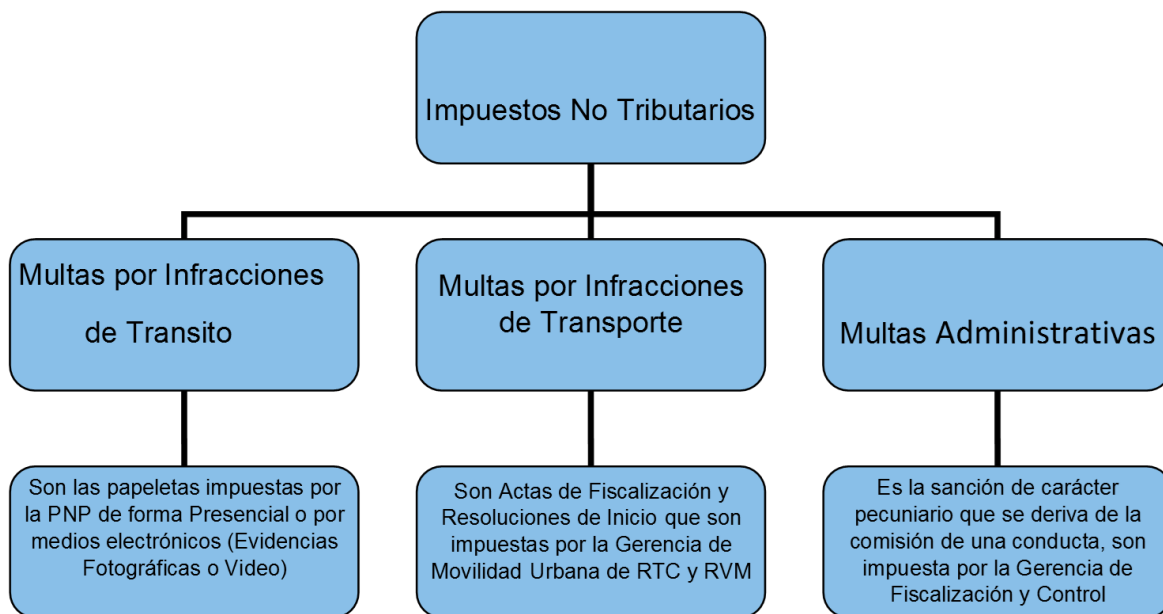 Impuestos No Tributarios
Multas por Infracciones
de Transito
Multas por Infracciones
de Transporte
Multas Administrativas
Son las papeletas impuestas por
la PNP de forma Presencial o por
medios electrónicos (Evidencias
Fotográficas o Video)
Son Actas de Fiscalización y
Resoluciones de Inicio que son
impuestas por la Gerencia de
Movilidad Urbana de RTC y RVM
Es la sanción de carácter
pecuniario que se deriva de la
comisión de una conducta, son
impuesta por la Gerencia de
Fiscalización y Control